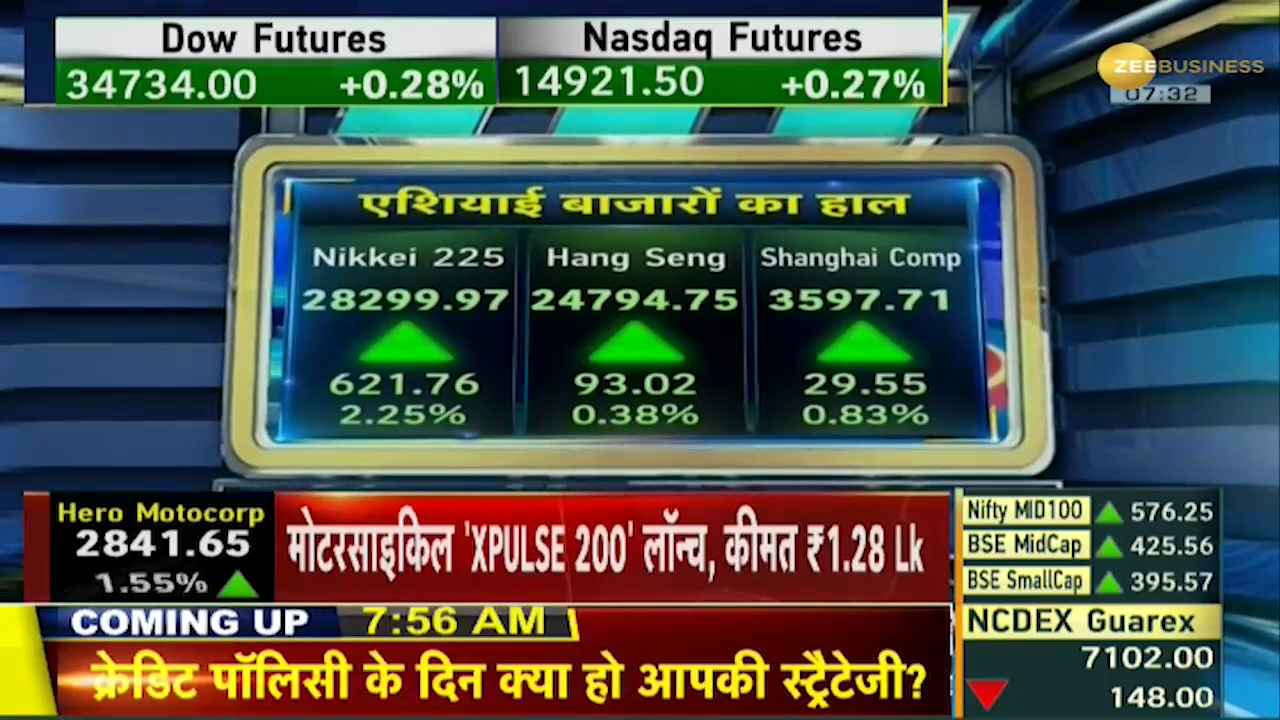 Dow Futures
34734.00 +0.28%
Nasdaq Futures
14921.50 +0.27%
ZEEBUSINESS
07:32
एशियाई बाजारों का हाल
Nikkei 225
28299.97
621.76
2.25%
Hang Seng
24794.75
93.02
0.38%
Shanghai Comp
3597.71
29.55
0.83%
Hero Motocorp
2841.65
1.55%
मोटरसाइकिल 'XPULSE 200' लॉन्च, कीमत ₹1.28 Lk
Nifty MID100 576.25
BSE MidCap 425.56
BSE SmallCap 395.57
NCDEX Guarex
7102.00
148.00
COMING UP 7:56 AM
क्रेडिट पॉलिसी के दिन क्या हो आपकी स्ट्रैटेजी?